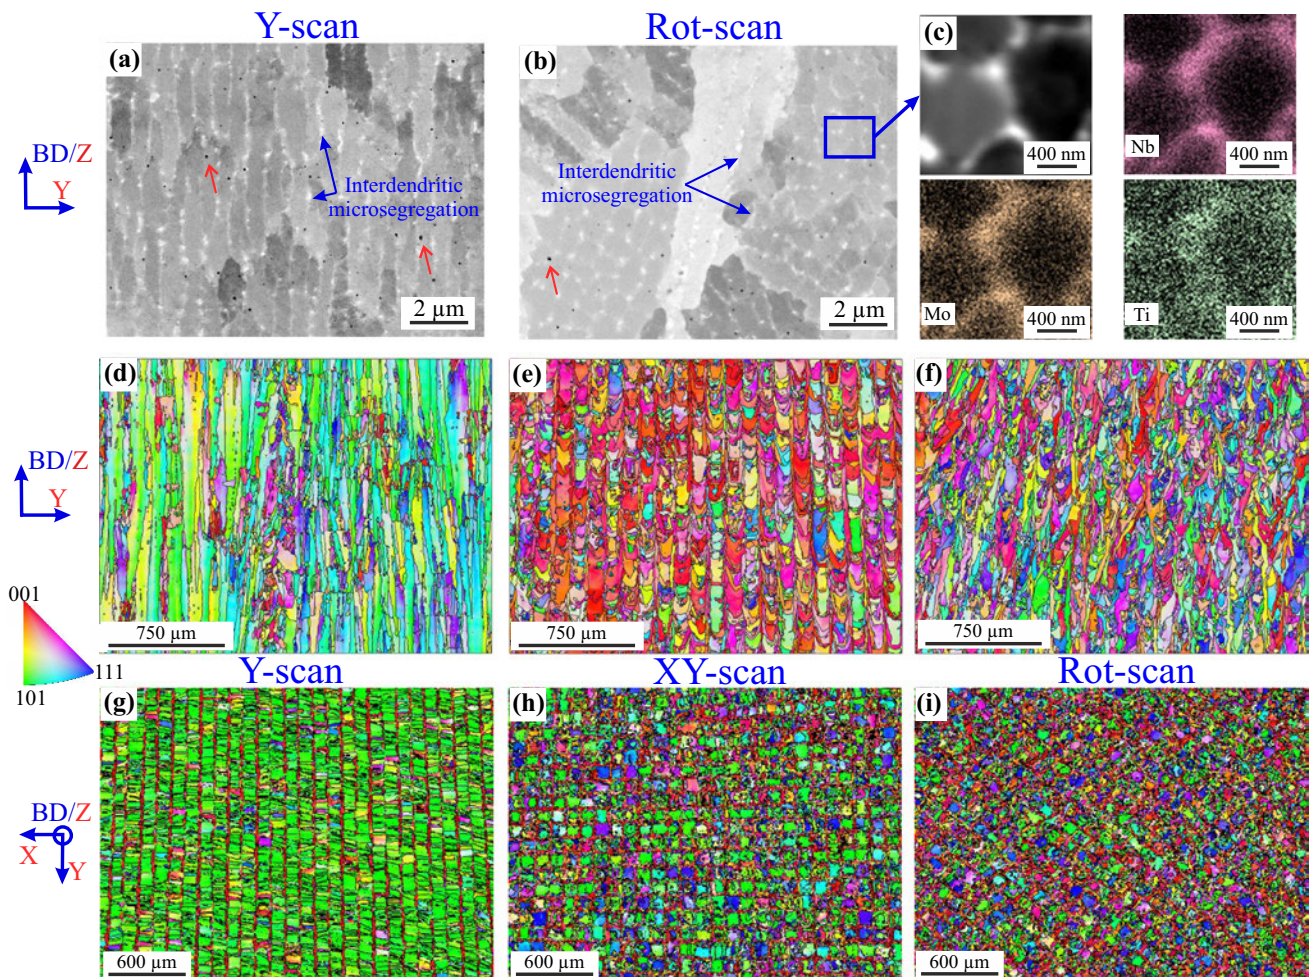 Y-scan
Rot-scan
(a)
(b)
(c)
BD/Z
Y
Interdendritic
microsegregation
Interdendritic
microsegregation
2 µm
2 µm
400 nm
Nb
400 nm
Mo
400 nm
Ti
400 nm
(d)
(e)
(f)
BD/Z
Y
001
111
101
750 µm
750 µm
750 µm
Y-scan
XY-scan
Rot-scan
(g)
(h)
(i)
BD/Z
X
Y
600 µm
600 µm
600 µm